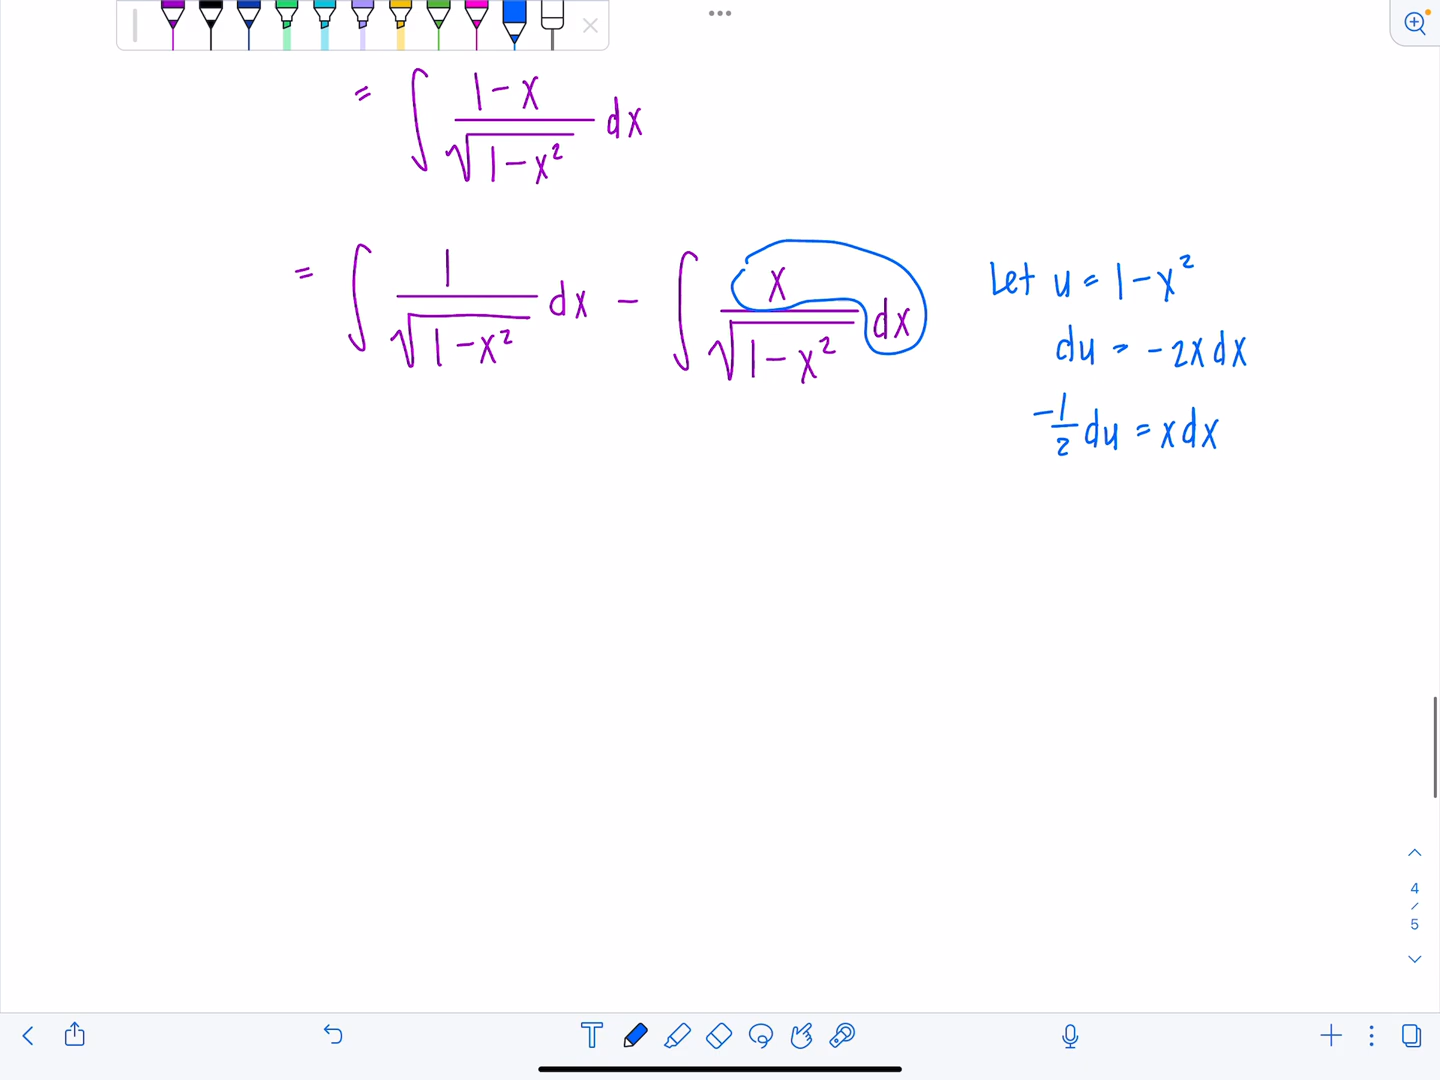 = ∫ (1-x)/√(1-x²) dx
= ∫ 1/√(1-x²) dx - ∫ x/√(1-x²) dx
Let u = 1-x²
du = -2x dx
-1/2 du = x dx
4
/
5
T